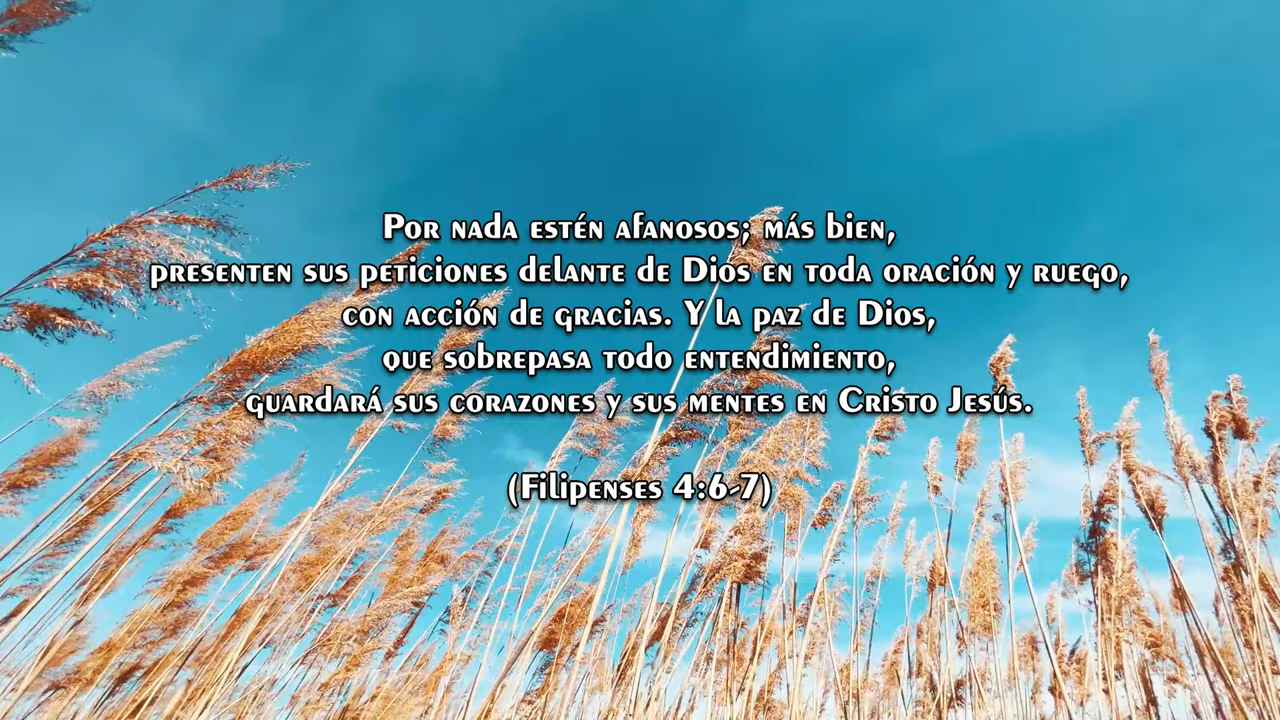 Por nada estén afanosos; más bien,
presenten sus peticiones delante de Dios en toda oración y ruego,
con acción de gracias. Y la paz de Dios,
que sobrepasa todo entendimiento,
guardará sus corazones y sus mentes en Cristo Jesús.
(Filipenses 4:6-7)